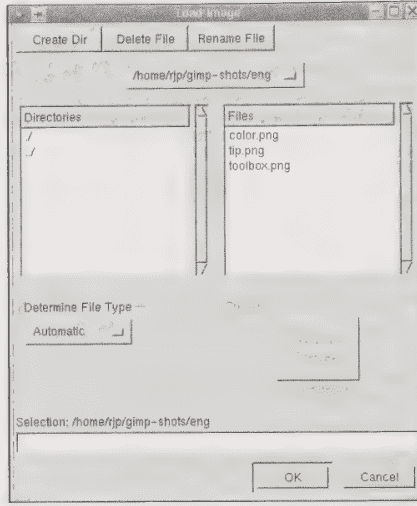 Load Image
Create Dir Delete File Rename File
/home/rjp/gimp-shots/eng
Directories
./
../
Files
color.png
tip.png
toolbox.png
Determine File Type
Automatic
Selection: /home/rjp/gimp-shots/eng
OK Cancel